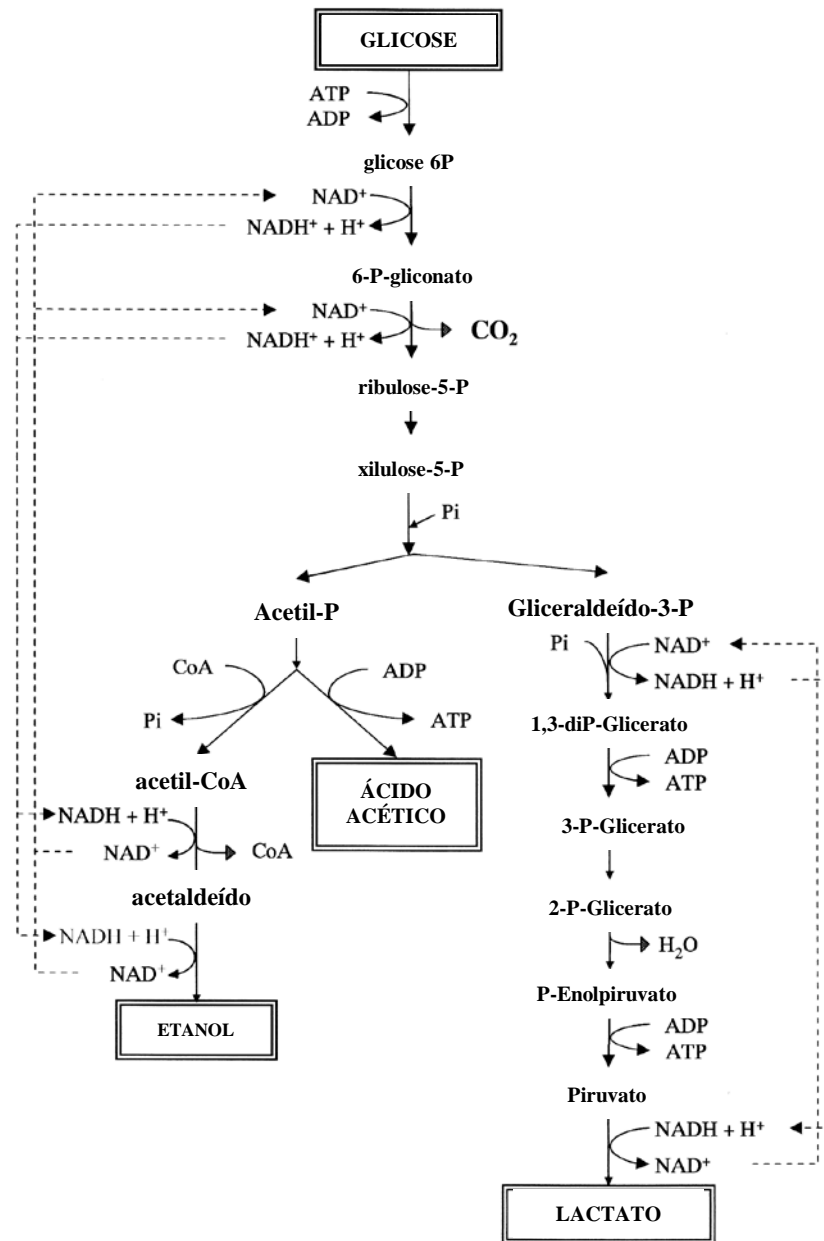 GLICOSE
ATP
ADP
glicose 6P
NAD⁺
NADH⁺ + H⁺
6-P-gliconato
NAD⁺
NADH⁺ + H⁺
CO₂
ribulose-5-P
xilulose-5-P
Pi
Acetil-P
CoA
Pi
ADP
ATP
acetil-CoA
ÁCIDO
ACÉTICO
NADH + H⁺
NAD⁺
CoA
acetaldeído
NADH + H⁺
NAD⁺
ETANOL
Gliceraldeído-3-P
Pi
NAD⁺
NADH + H⁺
1,3-diP-Glicerato
ADP
ATP
3-P-Glicerato
2-P-Glicerato
H₂O
P-Enolpiruvato
ADP
ATP
Piruvato
NADH + H⁺
NAD⁺
LACTATO